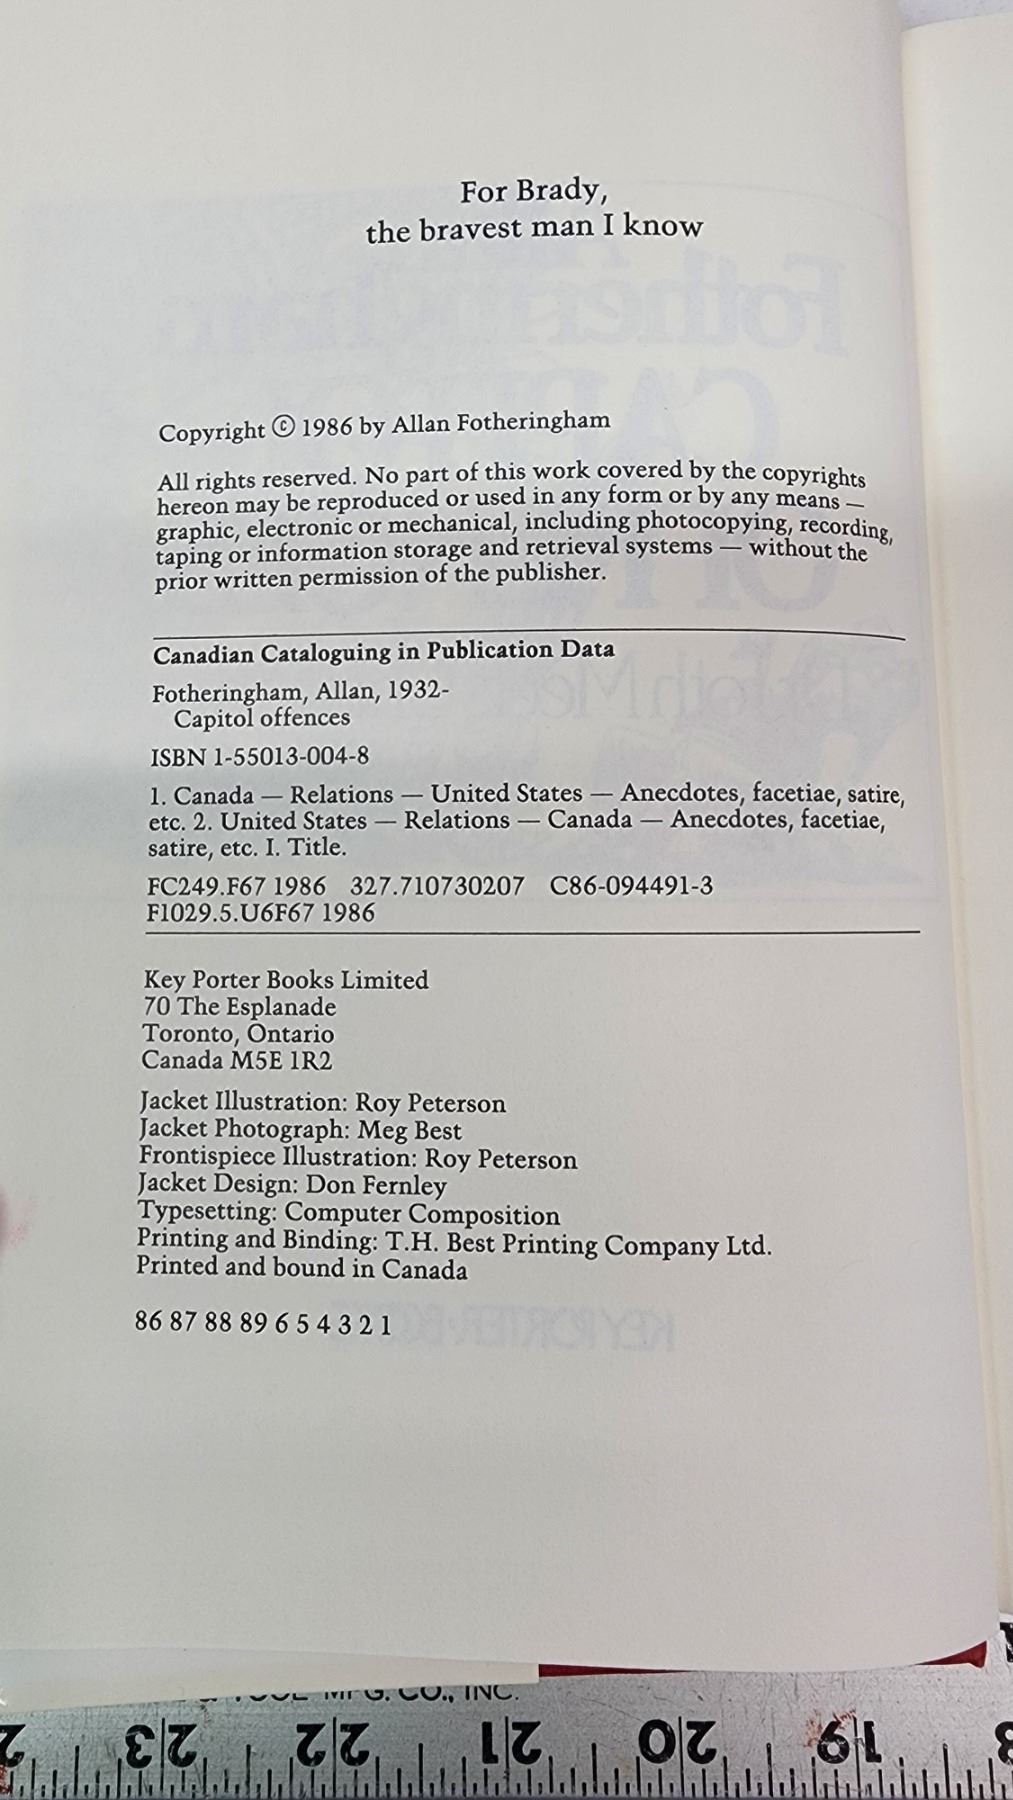 For Brady,
the bravest man I know
Copyright © 1986 by Allan Fotheringham
All rights reserved. No part of this work covered by the copyrights
hereon may be reproduced or used in any form or by any means —
graphic, electronic or mechanical, including photocopying, recording,
taping or information storage and retrieval systems — without the
prior written permission of the publisher.
Canadian Cataloguing in Publication Data
Fotheringham, Allan, 1932-
Capitol offences
ISBN 1-55013-004-8
1. Canada — Relations — United States — Anecdotes, facetiae, satire,
etc. 2. United States — Relations — Canada — Anecdotes, facetiae,
satire, etc. I. Title.
FC249.F67 1986 327.710730207 C86-094491-3
F1029.5.U6F67 1986
Key Porter Books Limited
70 The Esplanade
Toronto, Ontario
Canada M5E 1R2
Jacket Illustration: Roy Peterson
Jacket Photograph: Meg Best
Frontispiece Illustration: Roy Peterson
Jacket Design: Don Fernley
Typesetting: Computer Composition
Printing and Binding: T.H. Best Printing Company Ltd.
Printed and bound in Canada
86 87 88 89 6 5 4 3 2 1
MFG. CO., INC.
23 22 21 20 19